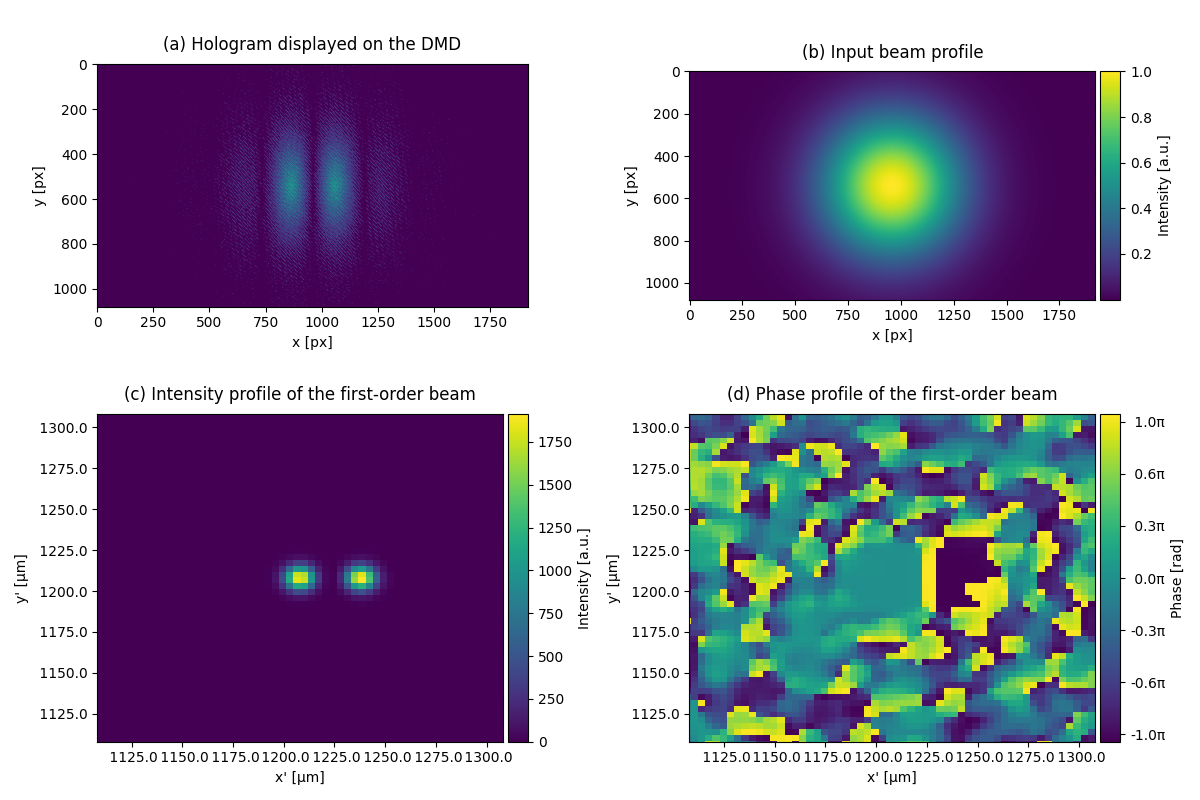 (a) Hologram displayed on the DMD
0
200
400
600
800
1000
y [px]
0 250 500 750 1000 1250 1500 1750
x [px]
(b) Input beam profile
0
200
400
600
800
1000
y [px]
0 250 500 750 1000 1250 1500 1750
x [px]
1.0
0.8
0.6
0.4
0.2
Intensity [a.u.]
(c) Intensity profile of the first-order beam
1300.0
1275.0
1250.0
1225.0
1200.0
1175.0
1150.0
1125.0
y' [μm]
1125.0 1150.0 1175.0 1200.0 1225.0 1250.0 1275.0 1300.0
x' [μm]
1750
1500
1250
1000
750
500
250
0
Intensity [a.u.]
(d) Phase profile of the first-order beam
1300.0
1275.0
1250.0
1225.0
1200.0
1175.0
1150.0
1125.0
y' [μm]
1125.0 1150.0 1175.0 1200.0 1225.0 1250.0 1275.0 1300.0
x' [μm]
1.0π
0.6π
0.3π
0.0π
-0.3π
-0.6π
-1.0π
Phase [rad]